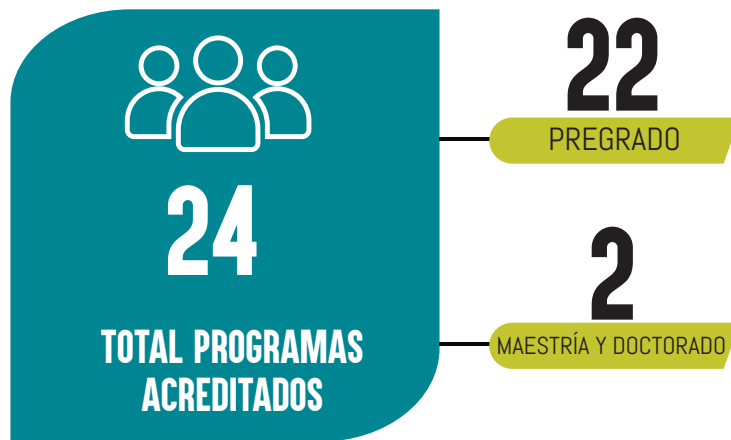 24
TOTAL PROGRAMAS
ACREDITADOS
22
PREGRADO
2
MAESTRÍA Y DOCTORADO